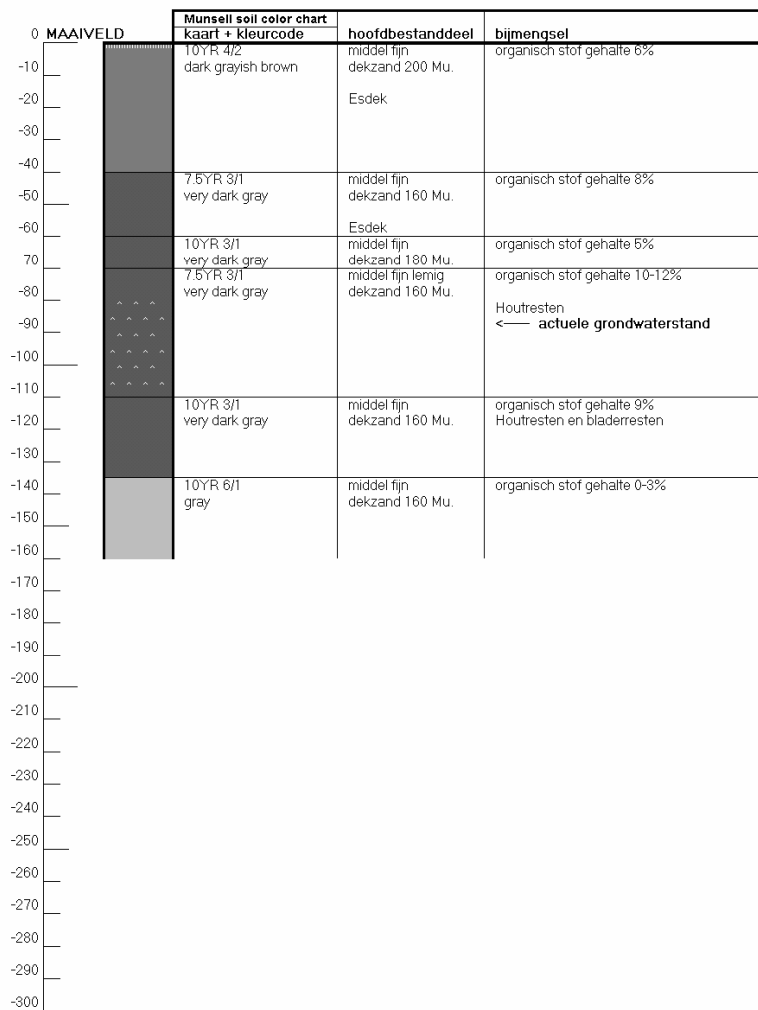 Munsell soil color chart
0 MAAIVELD kaart + kleurcode hoofdbestanddeel bijmengsel
10YR 4/2 middel fijn organisch stof gehalte 6%
-10 dark grayish brown dekzand 200 Mu.
-20 Esdek
-30
-40
7.5YR 3/1 middel fijn organisch stof gehalte 8%
-50 very dark gray dekzand 160 Mu.
-60 Esdek
10YR 3/1 middel fijn organisch stof gehalte 5%
70 very dark gray dekzand 180 Mu.
7.5YR 3/1 middel fijn lemig organisch stof gehalte 10-12%
-80 very dark gray dekzand 160 Mu.
Houtresten
-90 <—— actuele grondwaterstand
-100
-110
10YR 3/1 middel fijn organisch stof gehalte 9%
-120 very dark gray dekzand 160 Mu. Houtresten en bladerresten
-130
-140 10YR 6/1 middel fijn organisch stof gehalte 0-3%
gray dekzand 160 Mu.
-150
-160
-170
-180
-190
-200
-210
-220
-230
-240
-250
-260
-270
-280
-290
-300